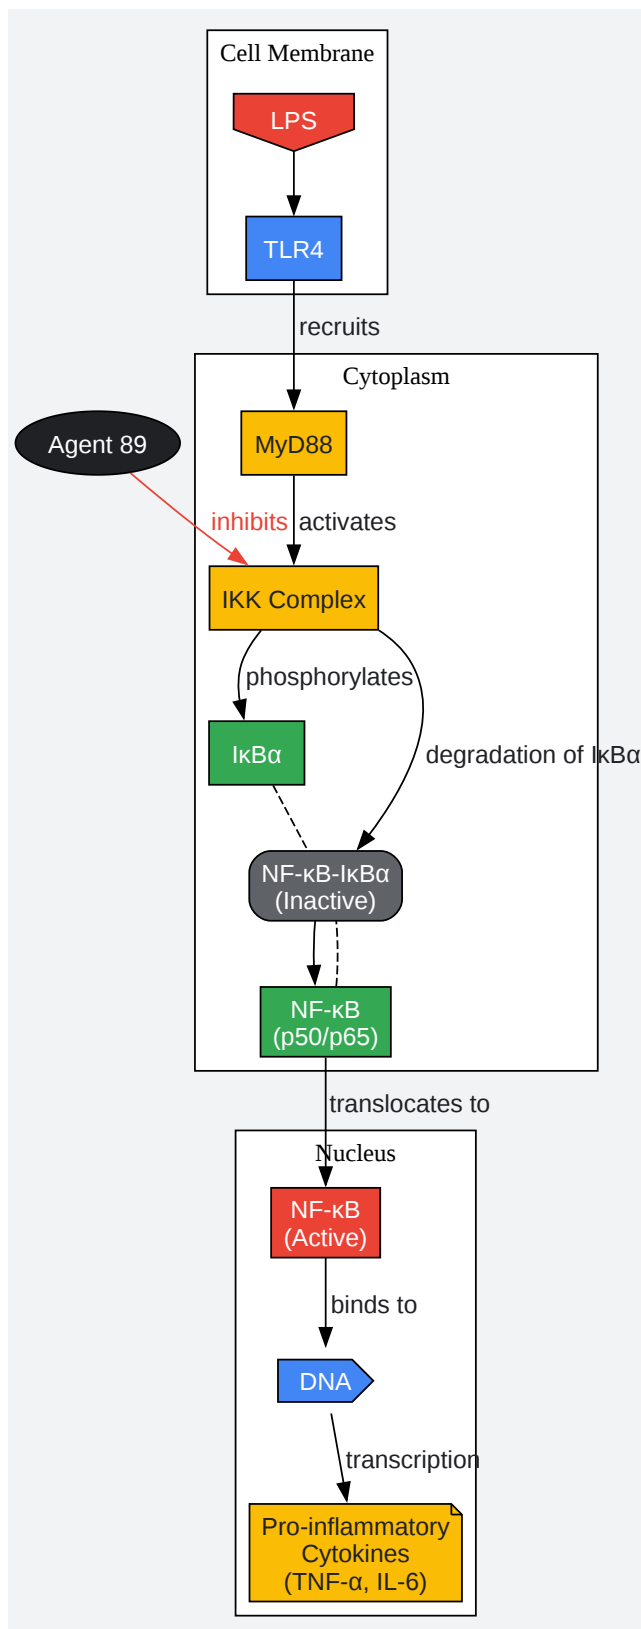 Cell Membrane
LPS
TLR4
recruits
Cytoplasm
Agent 89
MyD88
inhibits
activates
IKK Complex
phosphorylates
IκBα
degradation of IκBα
NF-κB-IκBα
(Inactive)
NF-κB
(p50/p65)
translocates to
Nucleus
NF-κB
(Active)
binds to
DNA
transcription
Pro-inflammatory
Cytokines
(TNF-α, IL-6)